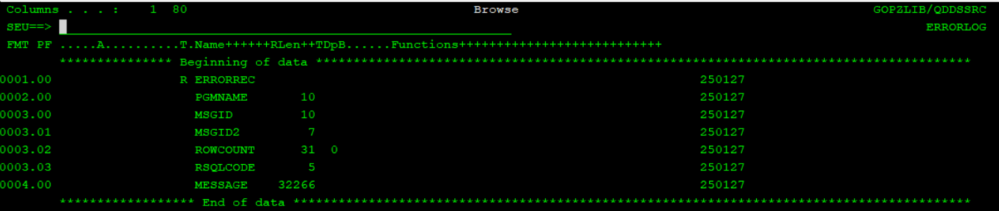 Columns . . . :    1  80                                      Browse                                               GOPZLIB/QDDSSRC
SEU==>                                                                                                                    ERRORLOG
FMT PF .....A..........T.Name++++++RLen++TDpB......Functions+++++++++++++++++++++++++++
       *************** Beginning of data ***************************************************************************************
0001.00                 R ERRORREC                                                           250127
0002.00                   PGMNAME       10                                                   250127
0003.00                   MSGID         10                                                   250127
0003.01                   MSGID2         7                                                   250127
0003.02                   ROWCOUNT      31  0                                                250127
0003.03                   RSQLCODE       5                                                   250127
0004.00                   MESSAGE    32266                                                   250127
       ****************** End of data ******************************************************************************************